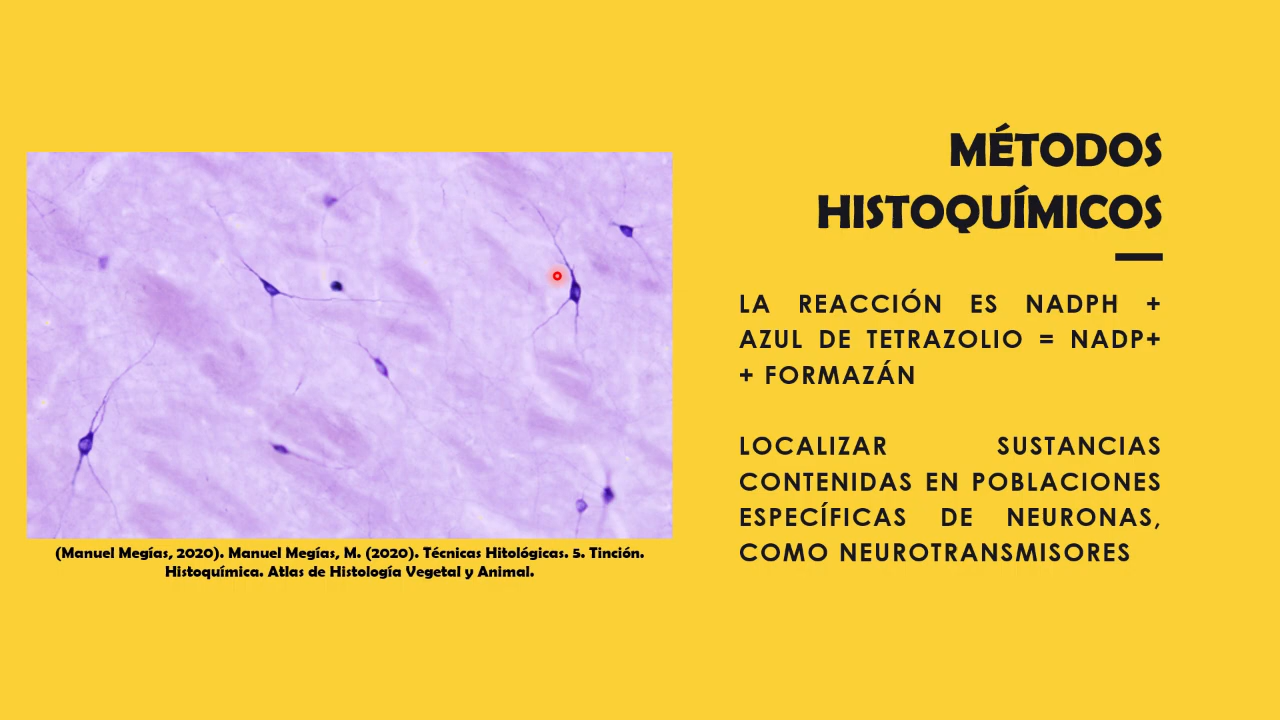 MÉTODOS
HISTOQUÍMICOS
LA REACCIÓN ES NADPH +
AZUL DE TETRAZOLIO = NADP+
+ FORMAZÁN
LOCALIZAR SUSTANCIAS
CONTENIDAS EN POBLACIONES
ESPECÍFICAS DE NEURONAS,
COMO NEUROTRANSMISORES
(Manuel Megías, 2020). Manuel Megías, M. (2020). Técnicas Hitológicas. 5. Tinción.
Histoquímica. Atlas de Histología Vegetal y Animal.